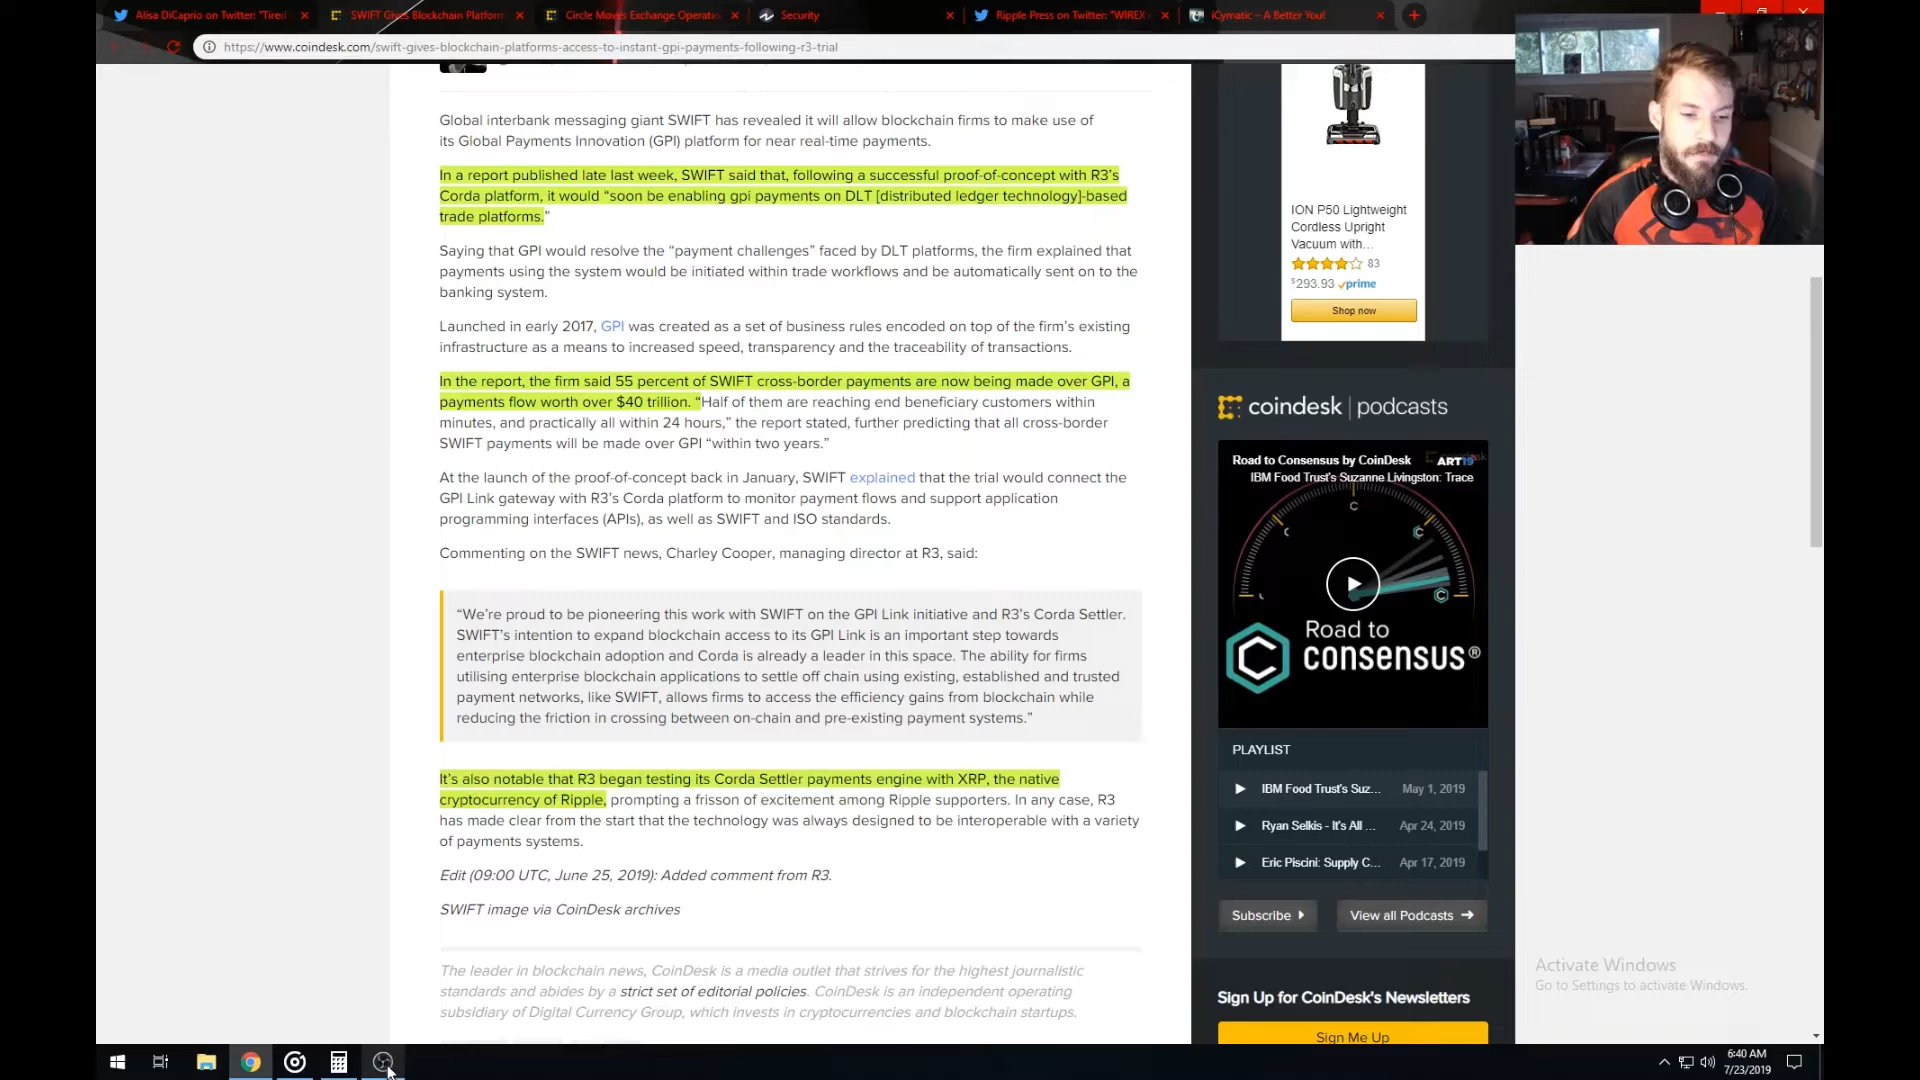 Alisa DiCaprio on Twitter: "Tired
SWIFT Gives Blockchain Platform
Circle Moves Exchange Operatio
Security
Ripple Press on Twitter: "WIREX
iCymatic – A Better You!
https://www.coindesk.com/swift-gives-blockchain-platforms-access-to-instant-gpi-payments-following-r3-trial
Global interbank messaging giant SWIFT has revealed it will allow blockchain firms to make use of
its Global Payments Innovation (GPI) platform for near real-time payments.
In a report published late last week, SWIFT said that, following a successful proof-of-concept with R3’s
Corda platform, it would “soon be enabling gpi payments on DLT [distributed ledger technology]-based
trade platforms.”
Saying that GPI would resolve the “payment challenges” faced by DLT platforms, the firm explained that
payments using the system would be initiated within trade workflows and be automatically sent on to the
banking system.
Launched in early 2017, GPI was created as a set of business rules encoded on top of the firm’s existing
infrastructure as a means to increased speed, transparency and the traceability of transactions.
In the report, the firm said 55 percent of SWIFT cross-border payments are now being made over GPI, a
payments flow worth over $40 trillion. “Half of them are reaching end beneficiary customers within
minutes, and practically all within 24 hours,” the report stated, further predicting that all cross-border
SWIFT payments will be made over GPI “within two years.”
At the launch of the proof-of-concept back in January, SWIFT explained that the trial would connect the
GPI Link gateway with R3’s Corda platform to monitor payment flows and support application
programming interfaces (APIs), as well as SWIFT and ISO standards.
Commenting on the SWIFT news, Charley Cooper, managing director at R3, said:
“We’re proud to be pioneering this work with SWIFT on the GPI Link initiative and R3’s Corda Settler.
SWIFT’s intention to expand blockchain access to its GPI Link is an important step towards
enterprise blockchain adoption and Corda is already a leader in this space. The ability for firms
utilising enterprise blockchain applications to settle off chain using existing, established and trusted
payment networks, like SWIFT, allows firms to access the efficiency gains from blockchain while
reducing the friction in crossing between on-chain and pre-existing payment systems.”
It’s also notable that R3 began testing its Corda Settler payments engine with XRP, the native
cryptocurrency of Ripple, prompting a frisson of excitement among Ripple supporters. In any case, R3
has made clear from the start that the technology was always designed to be interoperable with a variety
of payments systems.
Edit (09:00 UTC, June 25, 2019): Added comment from R3.
SWIFT image via CoinDesk archives
The leader in blockchain news, CoinDesk is a media outlet that strives for the highest journalistic
standards and abides by a strict set of editorial policies. CoinDesk is an independent operating
subsidiary of Digital Currency Group, which invests in cryptocurrencies and blockchain startups.
ION P50 Lightweight
Cordless Upright
Vacuum with...
83
$293.93 prime
Shop now
coindesk | podcasts
Road to Consensus by CoinDesk
ART19
IBM Food Trust's Suzanne Livingston: Trace
Road to
consensus®
PLAYLIST
IBM Food Trust's Suz... May 1, 2019
Ryan Selkis - It's All ... Apr 24, 2019
Eric Piscini: Supply C... Apr 17, 2019
Subscribe
View all Podcasts
Sign Up for CoinDesk's Newsletters
Sign Me Up
Activate Windows
Go to Settings to activate Windows.
6:40 AM
7/23/2019